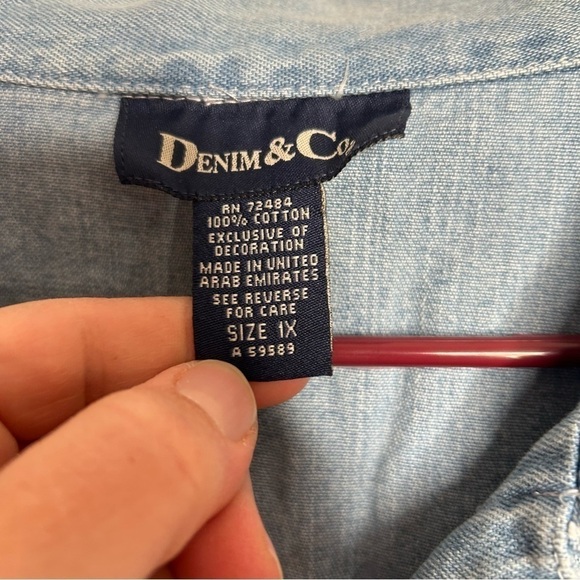 DENIM & Co.
RN 72484
100% COTTON
EXCLUSIVE OF
DECORATION
MADE IN UNITED
ARAB EMIRATES
SEE REVERSE
FOR CARE
SIZE 1X
A 59589